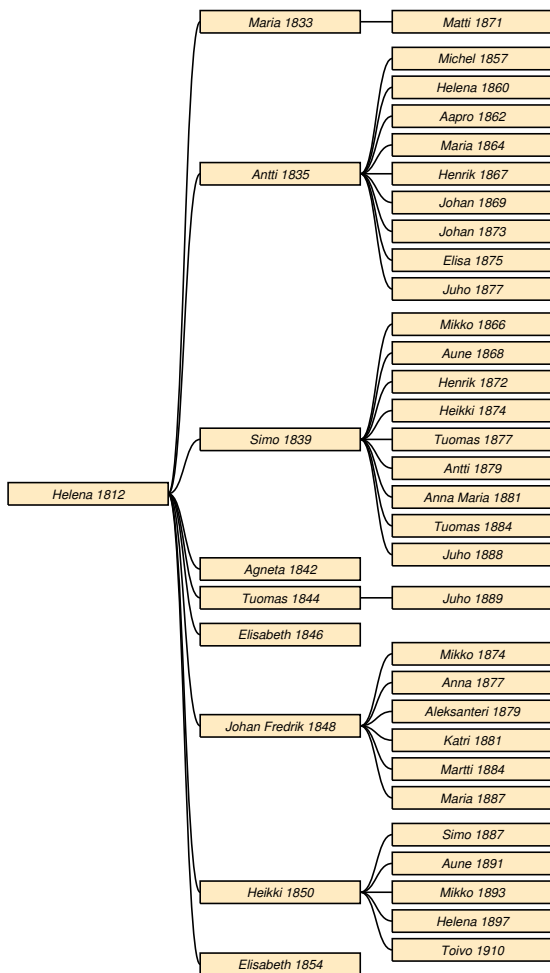 Helena 1812
Maria 1833
Matti 1871
Antti 1835
Michel 1857
Helena 1860
Aapro 1862
Maria 1864
Henrik 1867
Johan 1869
Johan 1873
Elisa 1875
Juho 1877
Simo 1839
Mikko 1866
Aune 1868
Henrik 1872
Heikki 1874
Tuomas 1877
Antti 1879
Anna Maria 1881
Tuomas 1884
Juho 1888
Agneta 1842
Tuomas 1844
Juho 1889
Elisabeth 1846
Johan Fredrik 1848
Mikko 1874
Anna 1877
Aleksanteri 1879
Katri 1881
Martti 1884
Maria 1887
Heikki 1850
Simo 1887
Aune 1891
Mikko 1893
Helena 1897
Toivo 1910
Elisabeth 1854